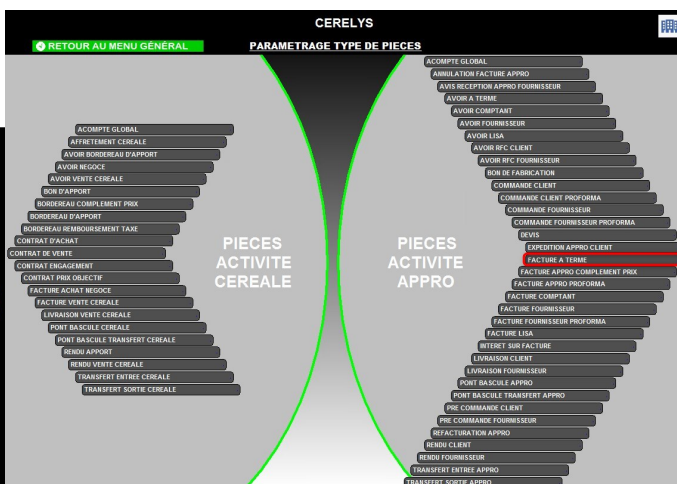 CERELYS
RETOUR AU MENU GÉNÉRAL
PARAMETRAGE TYPE DE PIECES
ACOMPTE GLOBAL
AFFRETEMENT CEREALE
AVOIR BORDEREAU D'APPORT
AVOIR NEGOCE
AVOIR VENTE CEREALE
BON D'APPORT
BORDEREAU COMPLEMENT PRIX
BORDEREAU D'APPORT
BORDEREAU REMBOURSEMENT TAXE
CONTRAT D'ACHAT
CONTRAT DE VENTE
CONTRAT ENGAGEMENT
CONTRAT PRIX OBJECTIF
FACTURE ACHAT NEGOCE
FACTURE VENTE CEREALE
LIVRAISON VENTE CEREALE
PONT BASCULE CEREALE
PONT BASCULE TRANSFERT CEREALE
RENDU APPORT
RENDU VENTE CEREALE
TRANSFERT ENTREE CEREALE
TRANSFERT SORTIE CEREALE
PIECES
ACTIVITE
CEREALE
PIECES
ACTIVITE
APPRO
ACOMPTE GLOBAL
ANNULATION FACTURE APPRO
AVIS RECEPTION APPRO FOURNISSEUR
AVOIR A TERME
AVOIR COMPTANT
AVOIR FOURNISSEUR
AVOIR LISA
AVOIR RFC CLIENT
AVOIR RFC FOURNISSEUR
BON DE FABRICATION
COMMANDE CLIENT
COMMANDE CLIENT PROFORMA
COMMANDE FOURNISSEUR
COMMANDE FOURNISSEUR PROFORMA
DEVIS
EXPEDITION APPRO CLIENT
FACTURE A TERME
FACTURE APPRO COMPLEMENT PRIX
FACTURE APPRO PROFORMA
FACTURE COMPTANT
FACTURE FOURNISSEUR
FACTURE FOURNISSEUR PROFORMA
FACTURE LISA
INTERET SUR FACTURE
LIVRAISON CLIENT
LIVRAISON FOURNISSEUR
PONT BASCULE APPRO
PONT BASCULE TRANSFERT APPRO
PRE COMMANDE CLIENT
PRE COMMANDE FOURNISSEUR
REFACTURATION APPRO
RENDU CLIENT
RENDU FOURNISSEUR
TRANSFERT ENTREE APPRO
TRANSFERT SORTIE APPRO